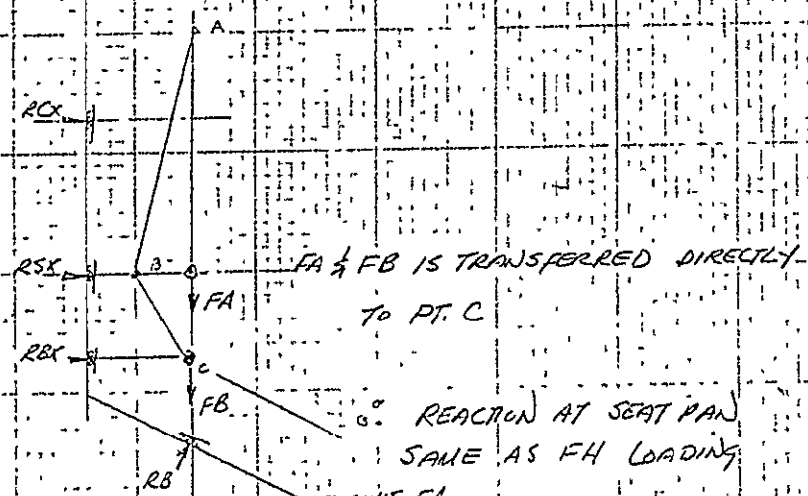 A
RCX
RSX
B
FA & FB IS TRANSFERRED DIRECTLY
FA
TO PT. C
RBX
C
FB
∴ REACTION AT SEAT PAN
SAME AS FH LOADING
RB